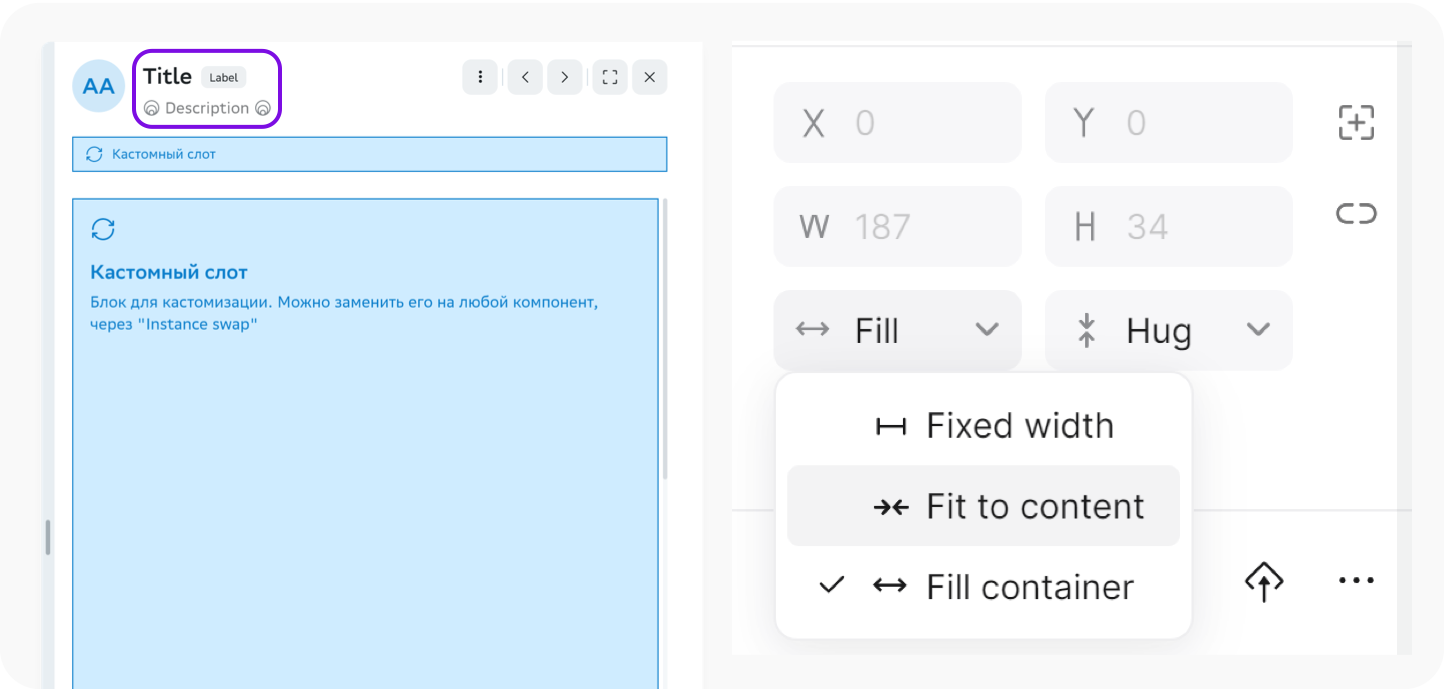 AA
Title
Label
Description
Кастомный слот
Кастомный слот
Блок для кастомизации. Можно заменить его на любой компонент,
через "Instance swap"
X 0
Y 0
W 187
H 34
Fill
Hug
Fixed width
Fit to content
Fill container